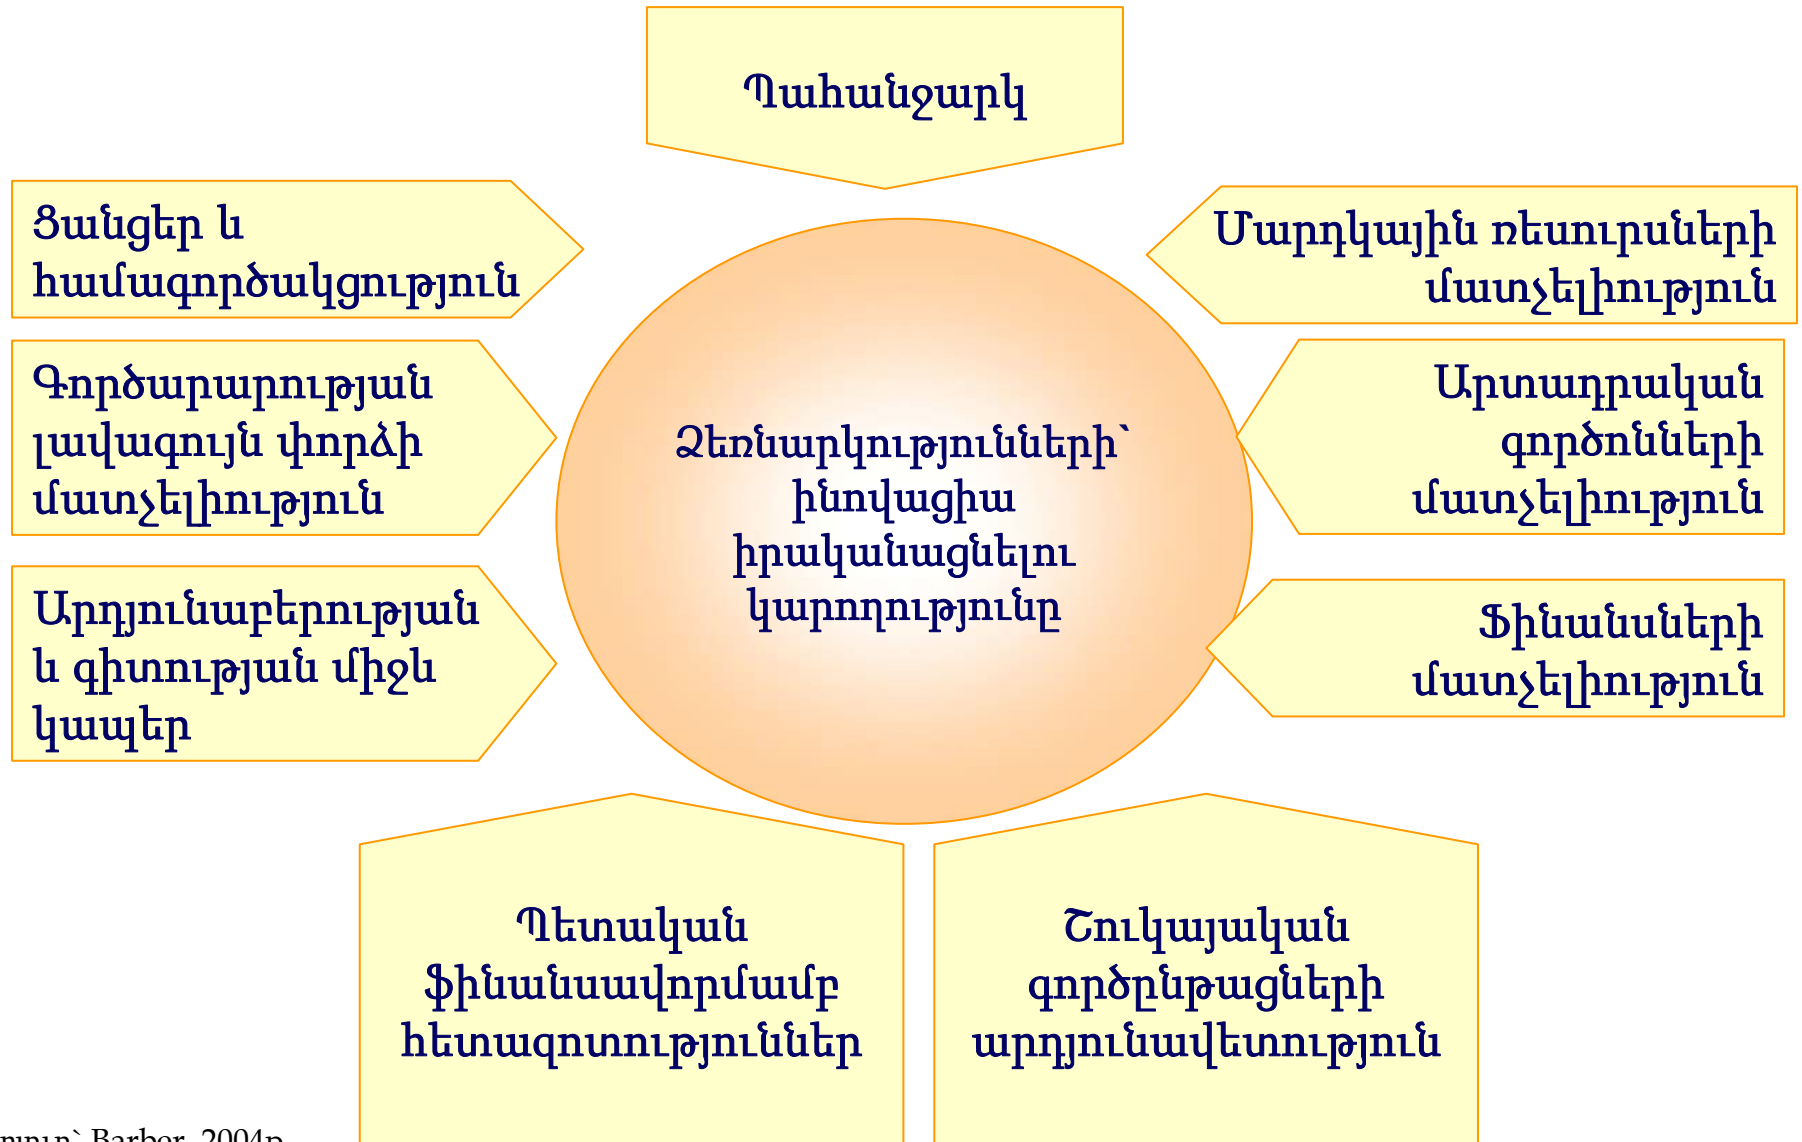 Պահանջարկ
Ցանցեր և
համագործակցություն
Գործարարության
լավագույն փորձի
մատչելիություն
Արդյունաբերության
և գիտության միջև
կապեր
Ձեռնարկությունների՝
ինովացիա
իրականացնելու
կարողությունը
Մարդկային ռեսուրսների
մատչելիություն
Արտադրական
գործոնների
մատչելիություն
Ֆինանսների
մատչելիություն
Պետական
ֆինանսավորմամբ
հետազոտություններ
Շուկայական
գործընթացների
արդյունավետություն
Barber, 2004ր